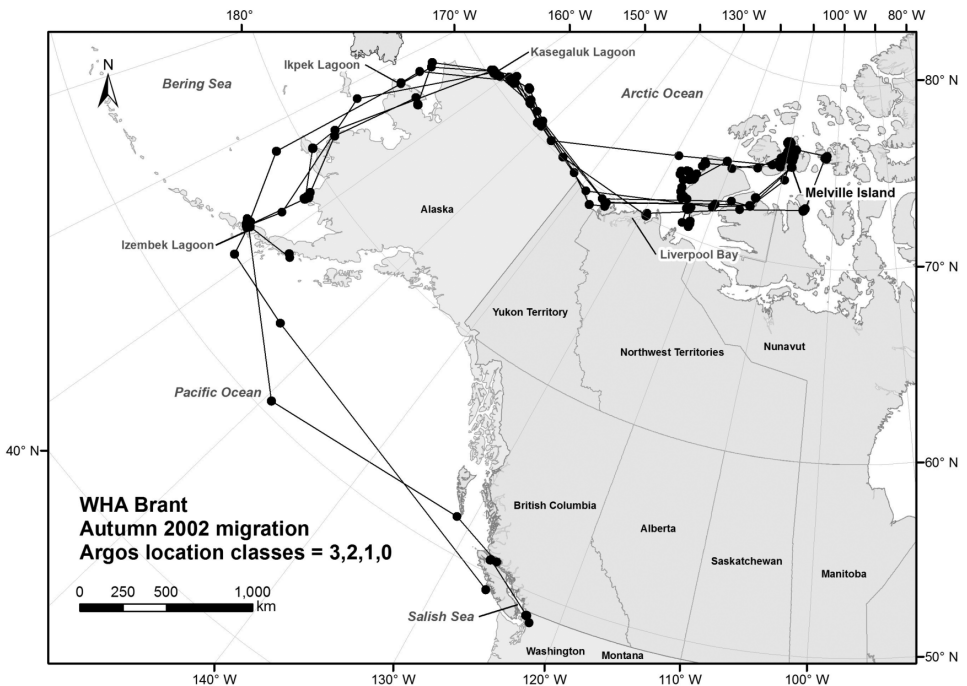 180°
170° W
160° W
150° W
140° W
130° W
120° W
110° W
100° W
90° W
80° W
Ikpek Lagoon
Kasegaluk Lagoon
Bering Sea
N
Arctic Ocean
80° N
Melville Island
Alaska
Izembek Lagoon
Liverpool Bay
70° N
Yukon Territory
Northwest Territories
Nunavut
Pacific Ocean
40° N
60° N
WHA Brant
Autumn 2002 migration
Argos location classes = 3,2,1,0
British Columbia
Alberta
Saskatchewan
Manitoba
0 250 500 1,000
km
Salish Sea
Washington
Montana
50° N
140° W
130° W
120° W
110° W
100° W